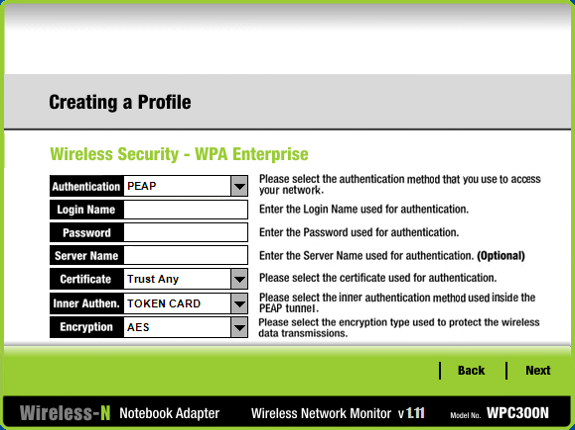 Creating a Profile
Wireless Security - WPA Enterprise
Authentication PEAP Please select the authentication method that you use to access
your network.
Login Name Enter the Login Name used for authentication.
Password Enter the Password used for authentication.
Server Name Enter the Server Name used for authentication. (Optional)
Certificate Trust Any Please select the certificate used for authentication.
Inner Authen. TOKEN CARD Please select the inner authentication method used inside the
PEAP tunnel.
Encryption AES Please select the encryption type used to protect the wireless
data transmissions.
Back Next
Wireless-N Notebook Adapter Wireless Network Monitor v 1.11 Model No. WPC300N